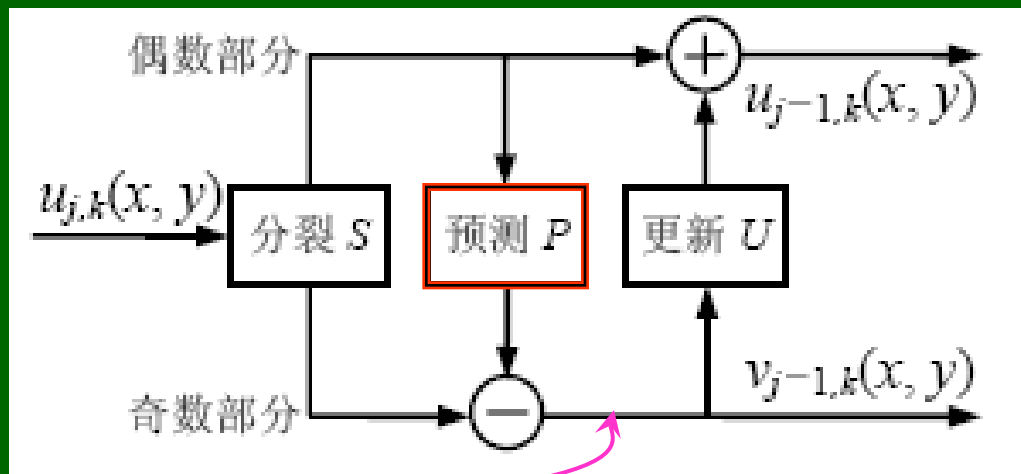 偶数部分
+
u_{j-1,k}(x, y)
u_{j,k}(x, y)
分裂 S
预测 P
更新 U
v_{j-1,k}(x, y)
奇数部分
−